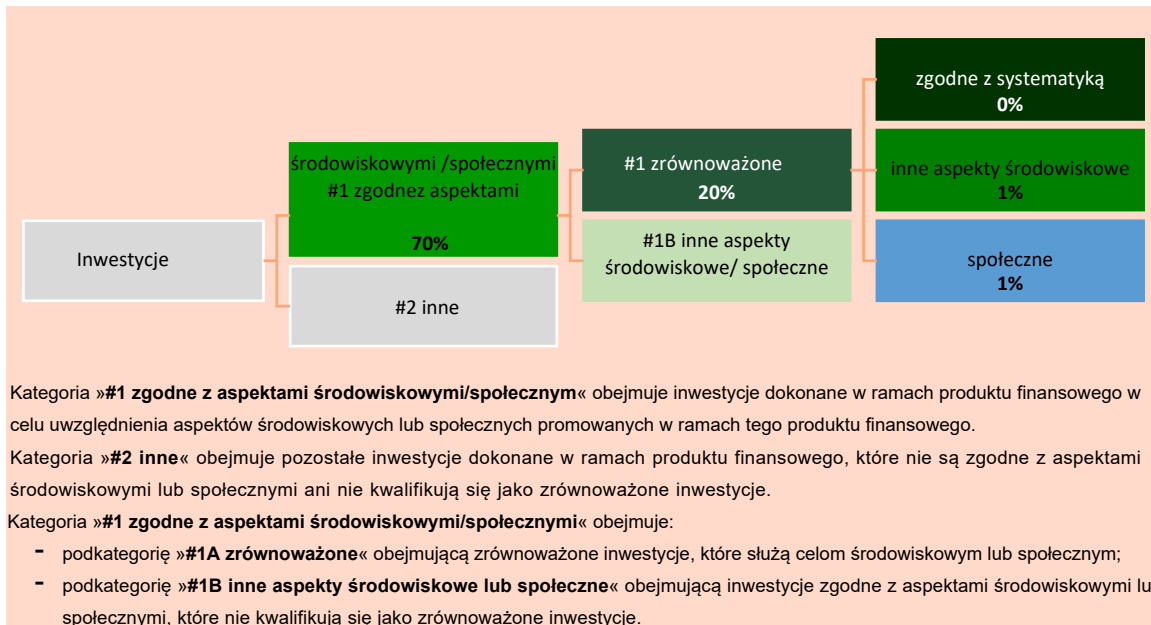 zgodne z systematyką
0%
środowiskowymi /społecznymi
#1 zgodnez aspektami
70%
#1 zrównoważone
20%
inne aspekty środowiskowe
1%
Inwestycje
#1B inne aspekty
środowiskowe/ społeczne
społeczne
1%
#2 inne
Kategoria »#1 zgodne z aspektami środowiskowymi/społecznym« obejmuje inwestycje dokonane w ramach produktu finansowego w
celu uwzględnienia aspektów środowiskowych lub społecznych promowanych w ramach tego produktu finansowego.
Kategoria »#2 inne« obejmuje pozostałe inwestycje dokonane w ramach produktu finansowego, które nie są zgodne z aspektami
środowiskowymi lub społecznymi ani nie kwalifikują się jako zrównoważone inwestycje.
Kategoria »#1 zgodne z aspektami środowiskowymi/społecznymi« obejmuje:
- podkategorię »#1A zrównoważone« obejmującą zrównoważone inwestycje, które służą celom środowiskowym lub społecznym;
- podkategorię »#1B inne aspekty środowiskowe lub społeczne« obejmującą inwestycje zgodne z aspektami środowiskowymi lu
społecznymi, które nie kwalifikują się jako zrównoważone inwestycje.